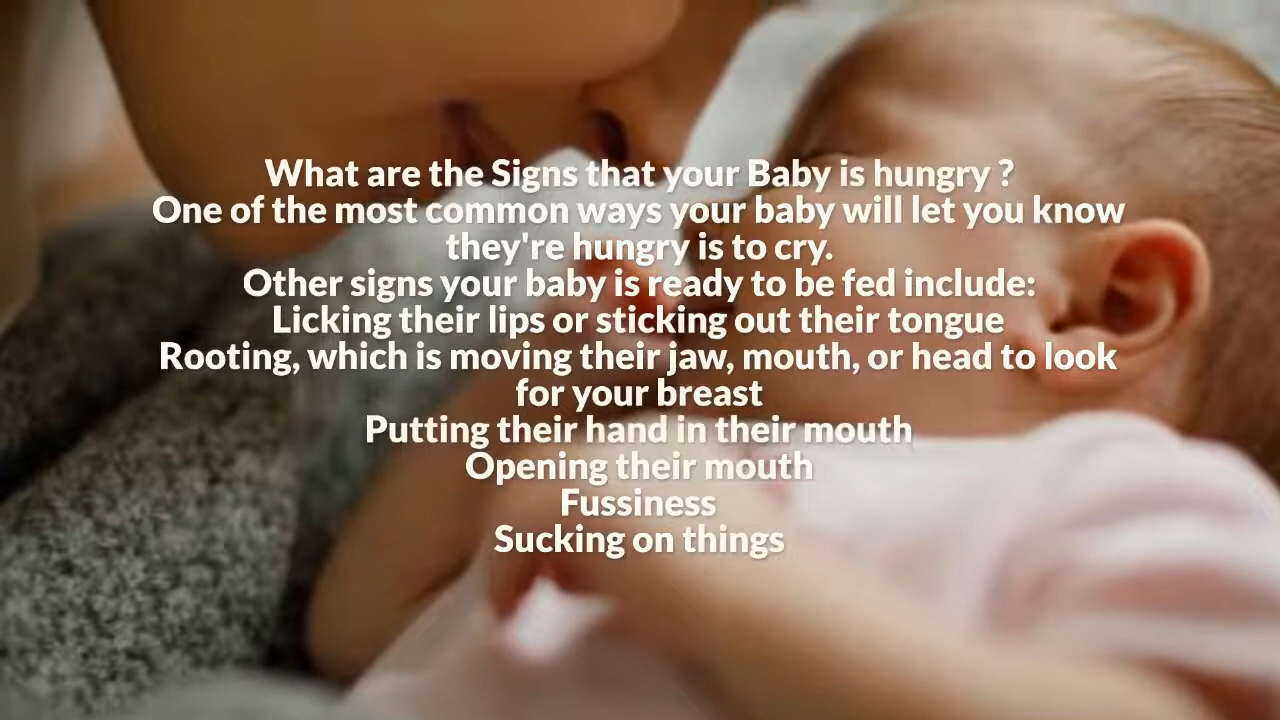 What are the Signs that your Baby is hungry ?
One of the most common ways your baby will let you know
they're hungry is to cry.
Other signs your baby is ready to be fed include:
Licking their lips or sticking out their tongue
Rooting, which is moving their jaw, mouth, or head to look
for your breast
Putting their hand in their mouth
Opening their mouth
Fussiness
Sucking on things